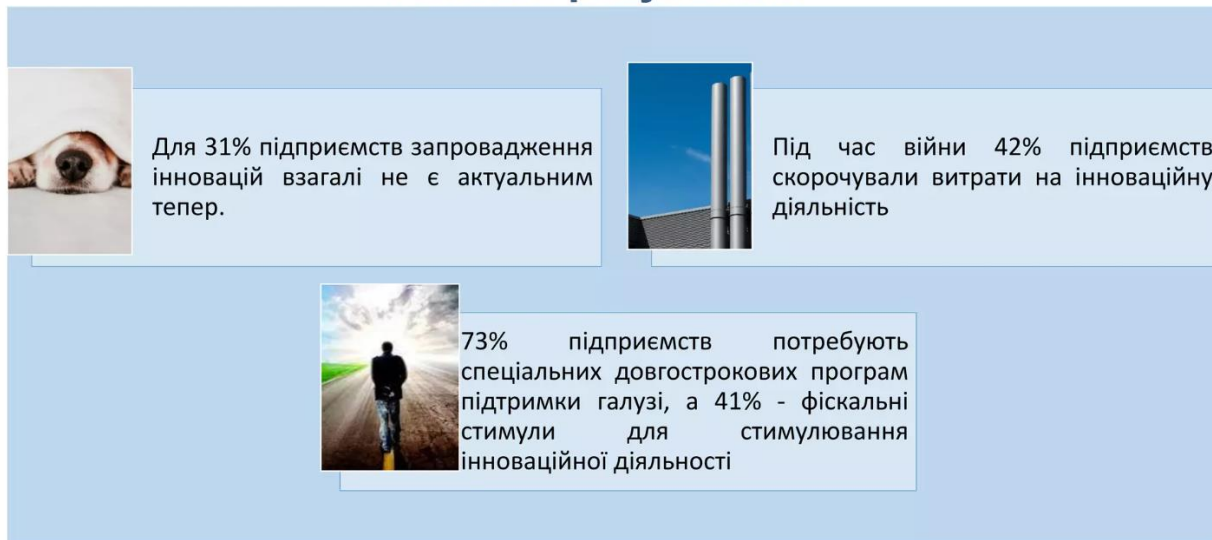 Для 31% підприємств запровадження
інновацій взагалі не є актуальним
тепер.
Під час війни 42% підприємств
скорочували витрати на інноваційну
діяльність
73% підприємств потребують
спеціальних довгострокових програм
підтримки галузі, а 41% - фіскальні
стимули для стимулювання
інноваційної діяльності